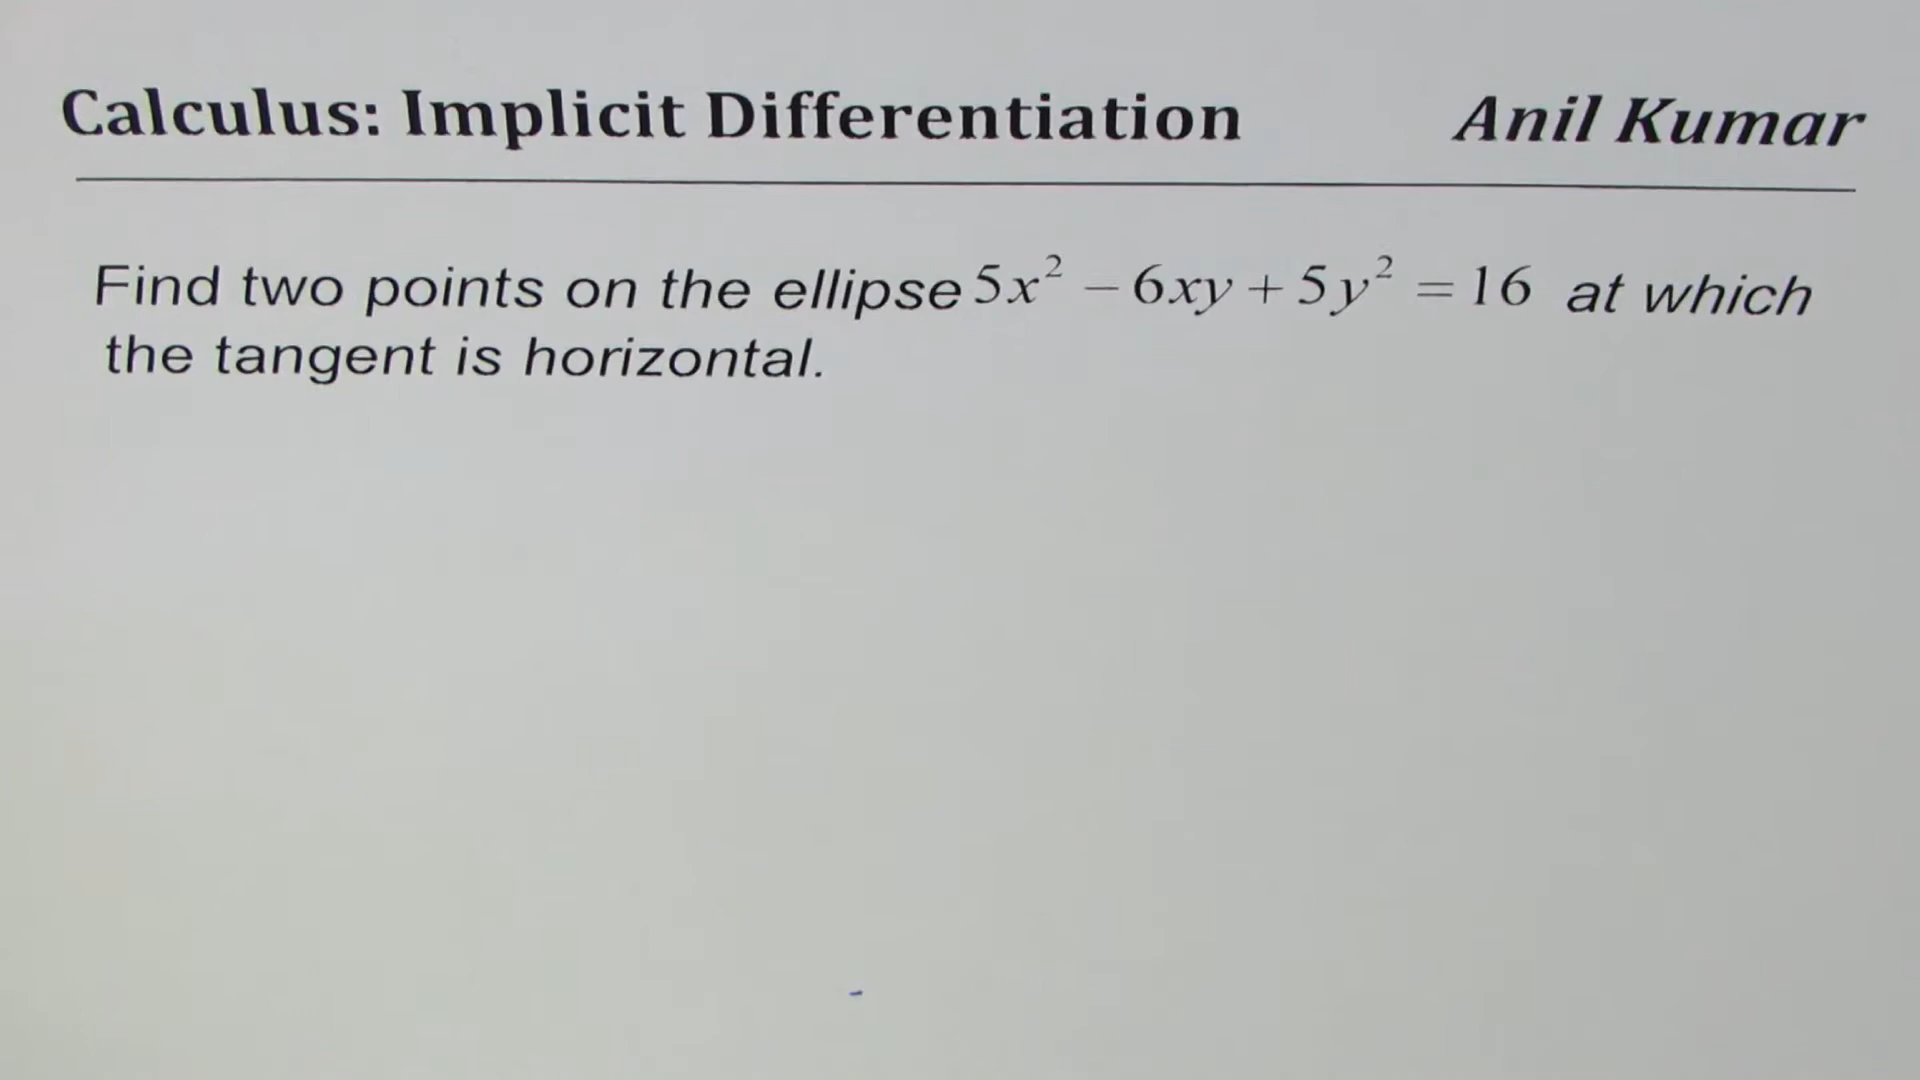 Calculus: Implicit Differentiation Anil Kumar
Find two points on the ellipse 5x² − 6xy + 5y² = 16 at which
the tangent is horizontal.